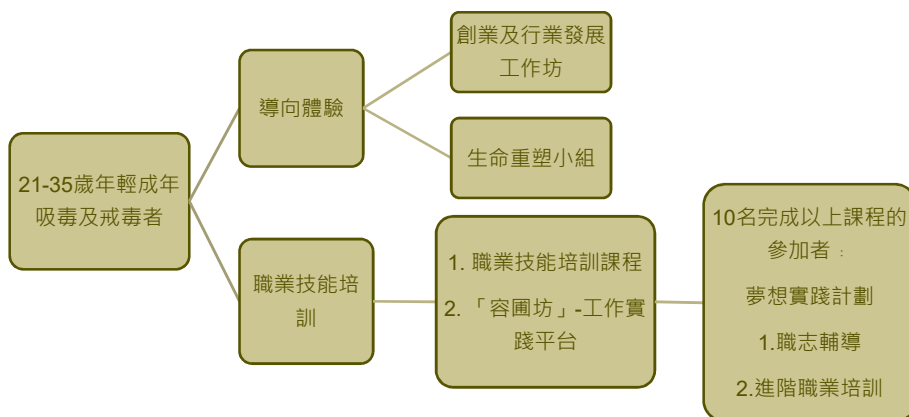 21-35歲年輕成年
吸毒及戒毒者
導向體驗
創業及行業發展
工作坊
生命重塑小組
職業技能培
訓
1. 職業技能培訓課程
2. 「容圃坊」-工作實
踐平台
10名完成以上課程的
參加者﹕
夢想實踐計劃
1.職志輔導
2.進階職業培訓